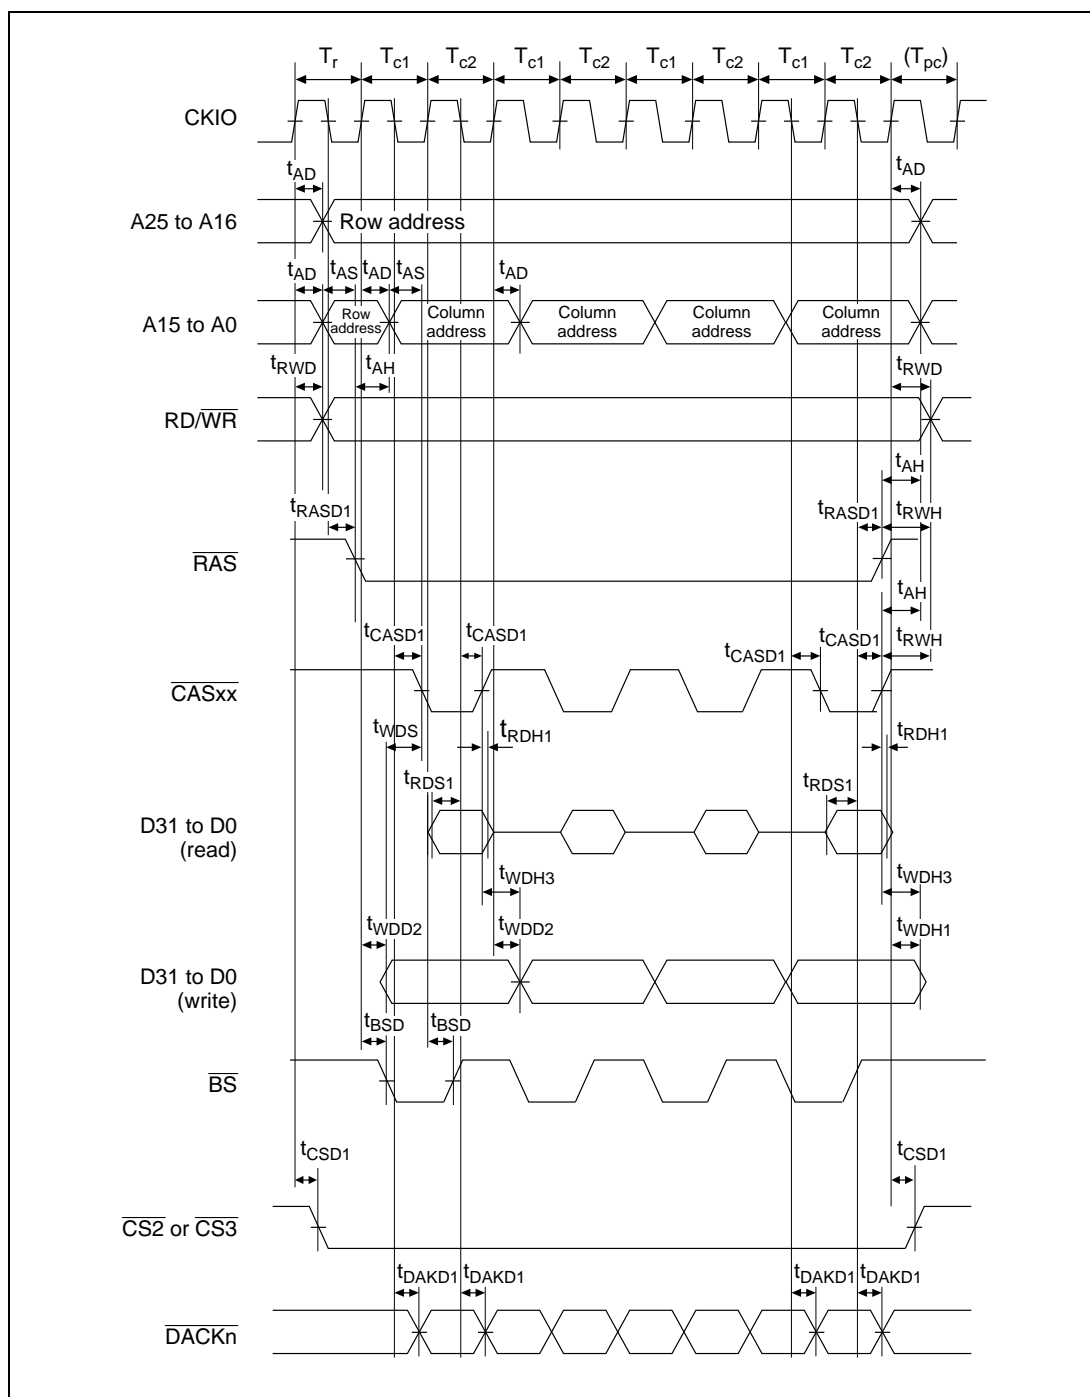 Tr Tc1 Tc2 Tc1 Tc2 Tc1 Tc2 Tc1 Tc2 (Tpc)
CKIO
tAD tAD
A25 to A16 Row address
tAD tAS tAD tAS tAD
A15 to A0 Row address Column address Column address Column address Column address
tRWD tAH tRWD
RD/WR
tAH
tRASD1 tRASD1 tRWH
RAS
tAH
tCASD1 tCASD1 tCASD1 tCASD1 tRWH
CASxx
tWDS tRDH1 tRDH1
tRDS1 tRDS1
D31 to D0
(read)
tWDH3 tWDH3
tWDD2 tWDD2 tWDH1
D31 to D0
(write)
tBSD tBSD
BS
tCSD1 tCSD1
CS2 or CS3
tDAKD1 tDAKD1 tDAKD1 tDAKD1
DACKn